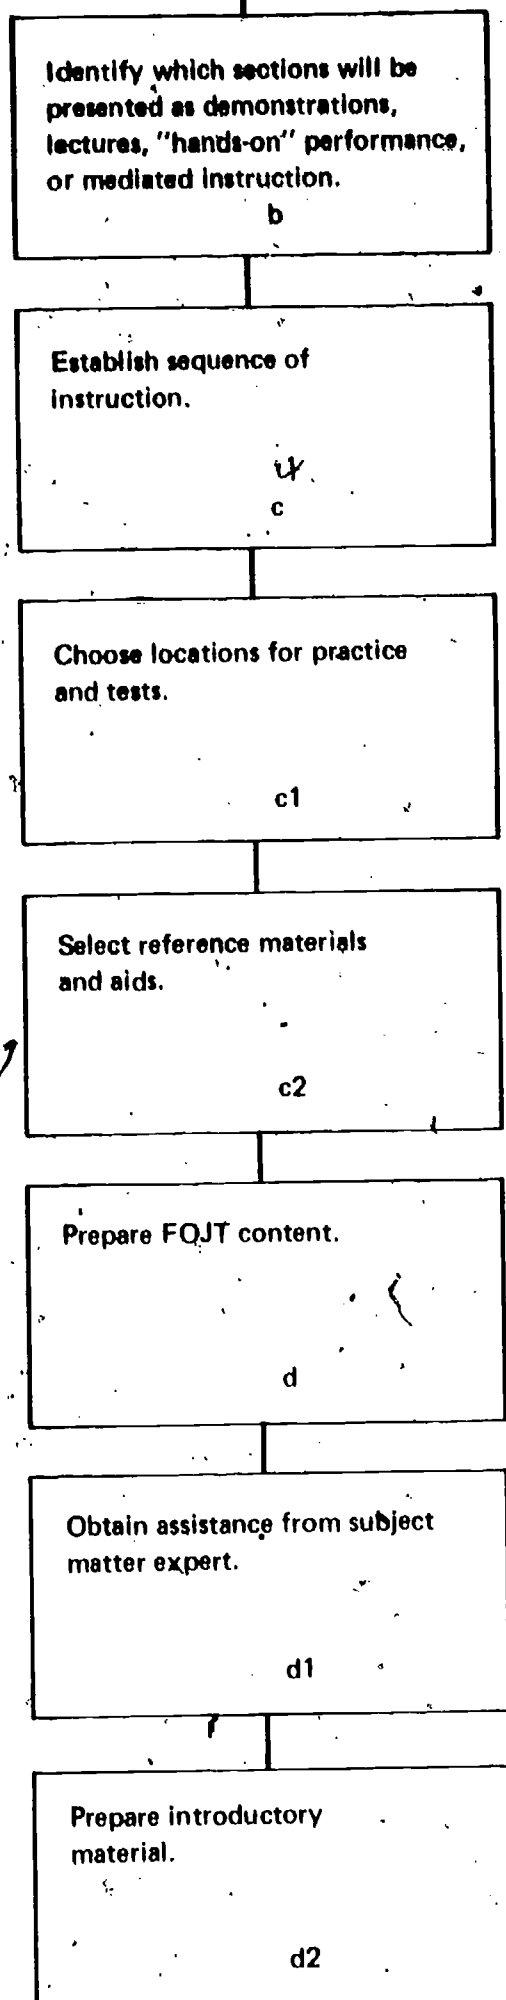 Identify which sections will be
presented as demonstrations,
lectures, "hands-on" performance,
or mediated instruction.
b
Establish sequence of
instruction.
c
Choose locations for practice
and tests.
c1
Select reference materials
and aids.
c2
Prepare FOJT content.
d
Obtain assistance from subject
matter expert.
d1
Prepare introductory
material.
d2